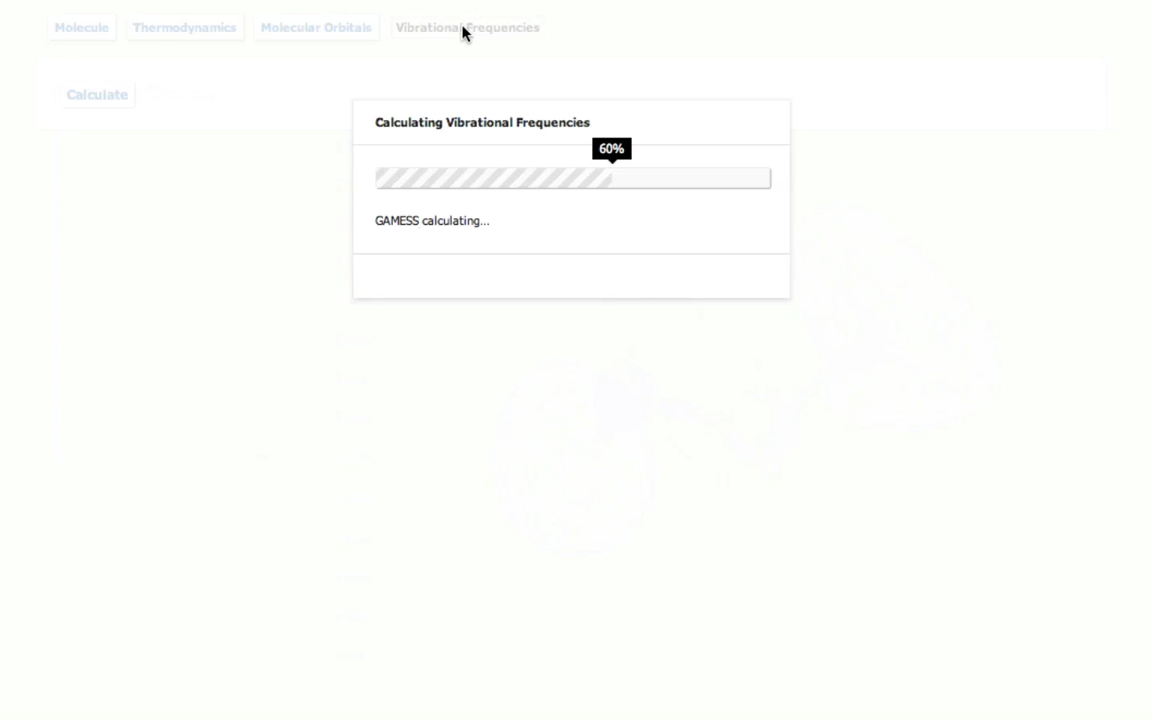 Molecule Thermodynamics Molecular Orbitals Vibrational Frequencies
Calculate
Calculating Vibrational Frequencies
60%
GAMESS calculating...